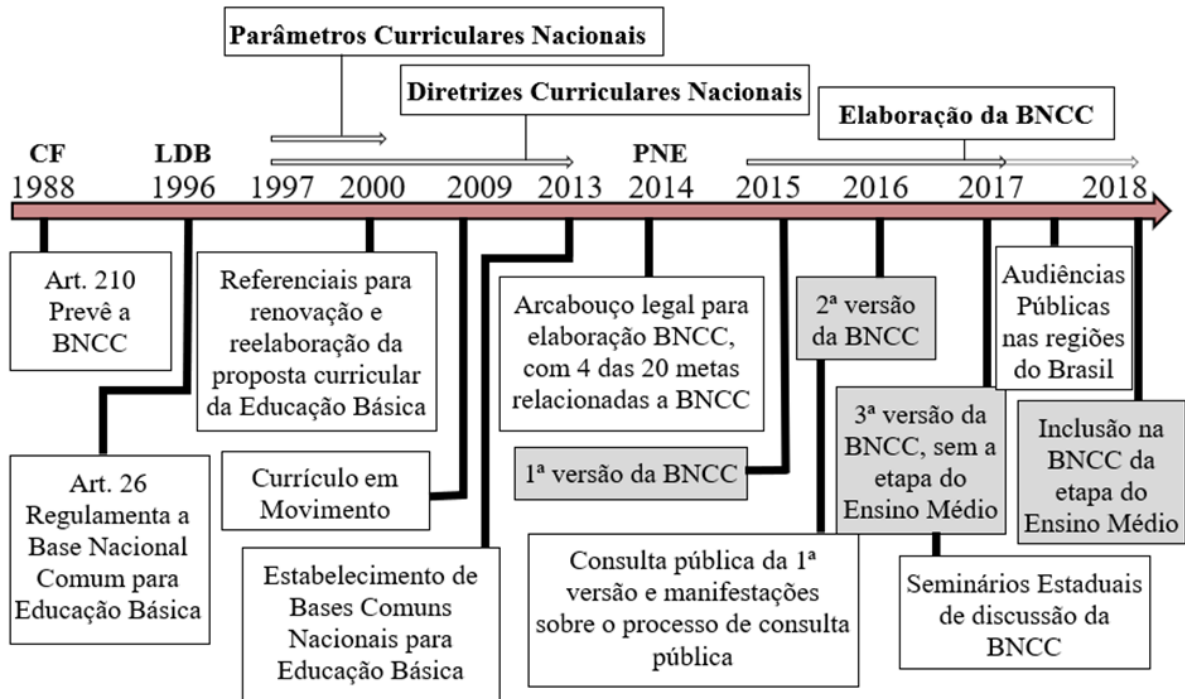 Parâmetros Curriculares Nacionais
Diretrizes Curriculares Nacionais
Elaboração da BNCC
CF
LDB
PNE
1988
1996
1997
2000
2009
2013
2014
2015
2016
2017
2018
Art. 210
Prevê a
BNCC
Referenciais para
renovação e
reelaboração da
proposta curricular
da Educação Básica
Arcabouço legal para
elaboração BNCC,
com 4 das 20 metas
relacionadas a BNCC
2ª versão
da BNCC
Audiências
Públicas
nas regiões
do Brasil
Art. 26
Regulamenta a
Base Nacional
Comum para
Educação Básica
Currículo em
Movimento
1ª versão da BNCC
3ª versão da
BNCC, sem a
etapa do
Ensino Médio
Inclusão na
BNCC da
etapa do
Ensino Médio
Estabelecimento de
Bases Comuns
Nacionais para
Educação Básica
Consulta pública da 1ª
versão e manifestações
sobre o processo de consulta
pública
Seminários Estaduais
de discussão da
BNCC